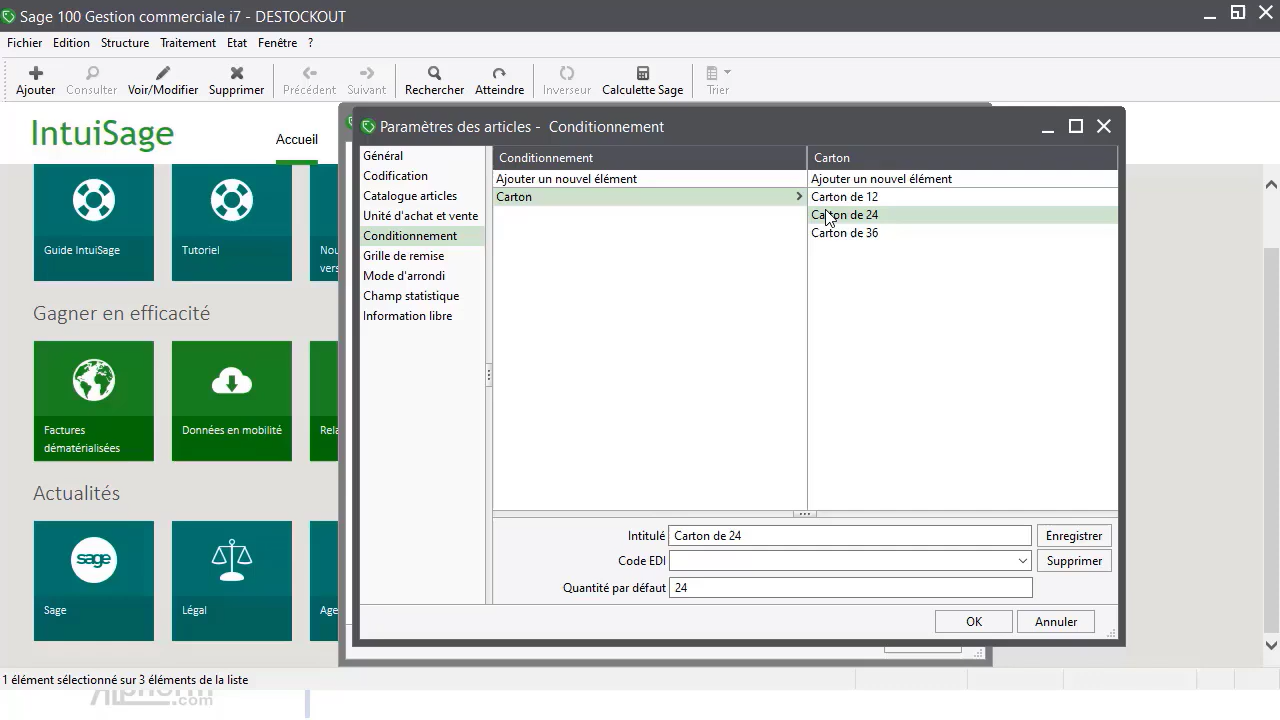 Sage 100 Gestion commerciale i7 - DESTOCKOUT
Fichier Edition Structure Traitement Etat Fenêtre ?
Ajouter Consulter Voir/Modifier Supprimer Précédent Suivant Rechercher Atteindre Inverseur Calculette Sage Trier
IntuiSage
Accueil
Guide IntuiSage
Tutoriel
Gagner en efficacité
Factures
dématérialisées
Données en mobilité
Actualités
sage
Sage
Légal
Paramètres des articles - Conditionnement
Général
Codification
Catalogue articles
Unité d'achat et vente
Conditionnement
Grille de remise
Mode d'arrondi
Champ statistique
Information libre
Conditionnement
Ajouter un nouvel élément
Carton
Carton
Ajouter un nouvel élément
Carton de 12
Carton de 24
Carton de 36
Intitulé Carton de 24 Enregistrer
Code EDI Supprimer
Quantité par défaut 24
OK Annuler
1 élément sélectionné sur 3 éléments de la liste
.com